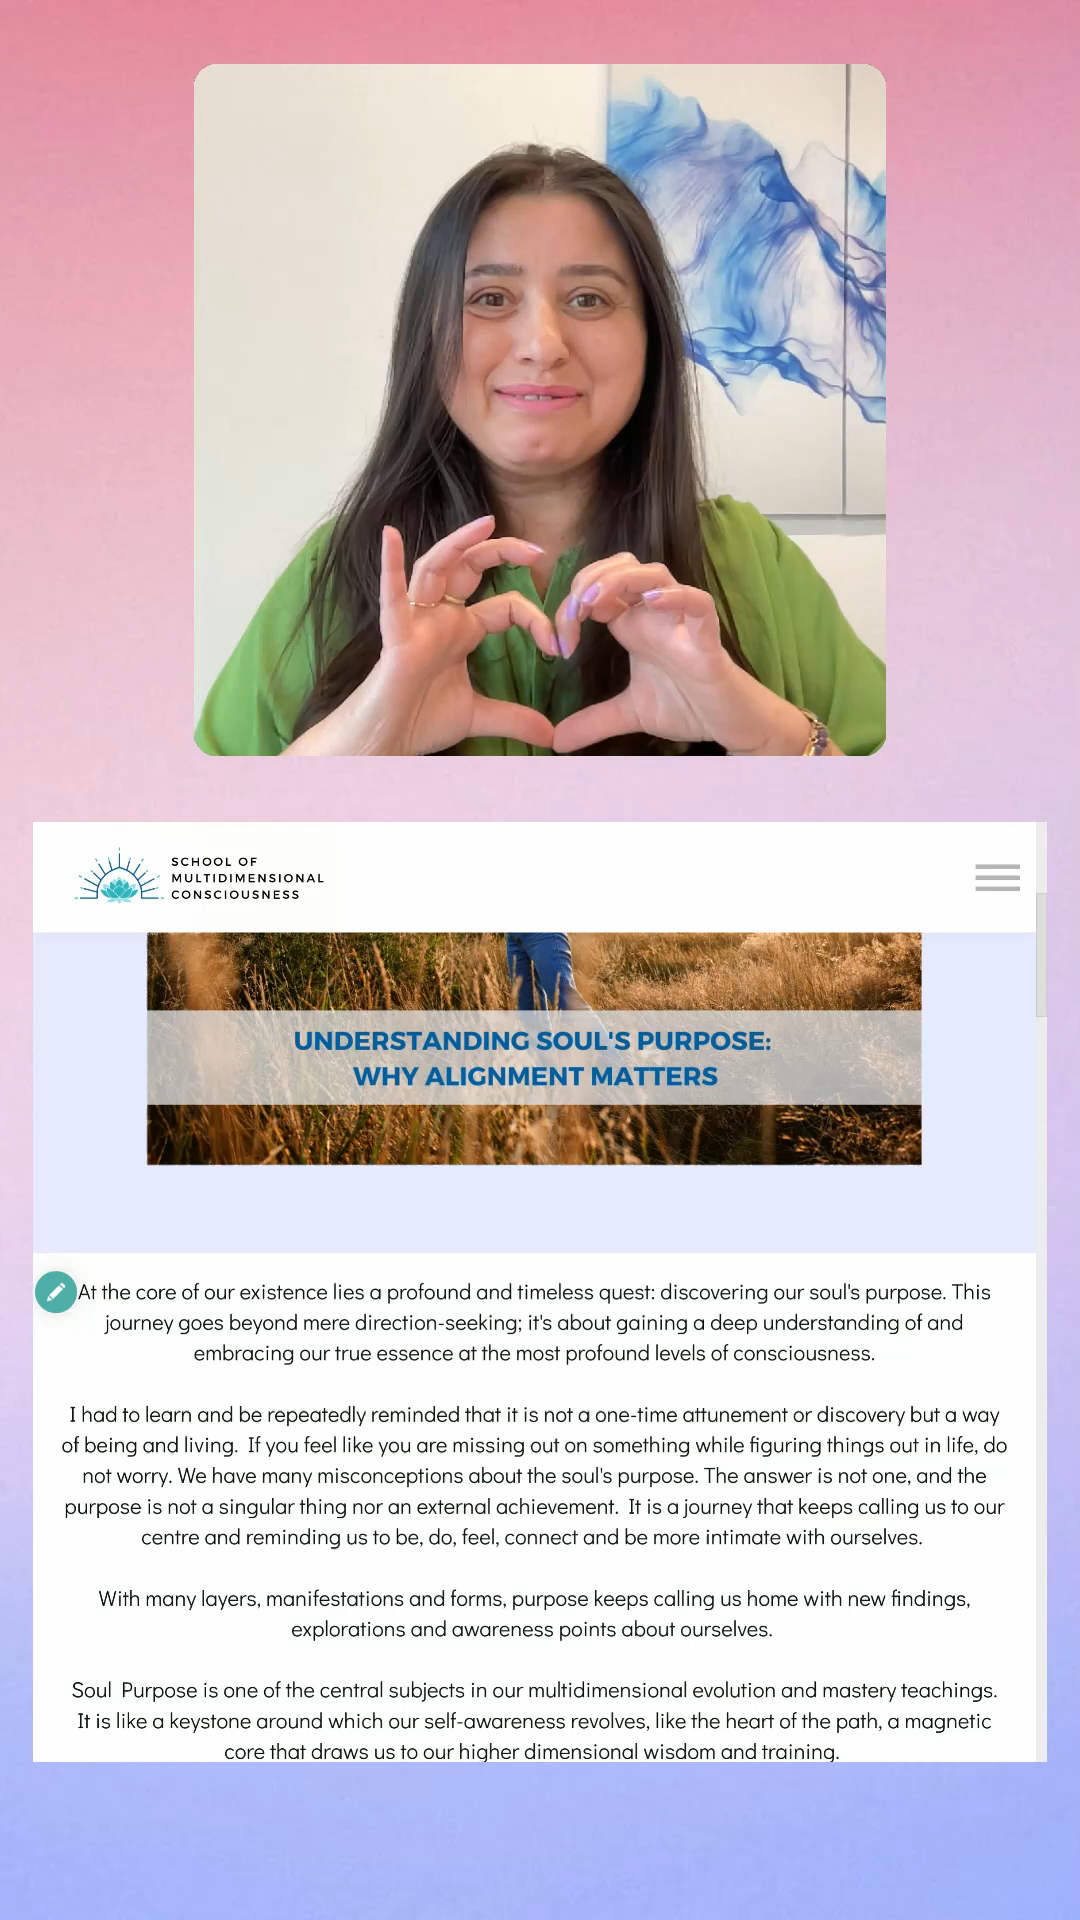 SCHOOL OF
MULTIDIMENSIONAL
CONSCIOUSNESS
UNDERSTANDING SOUL'S PURPOSE:
WHY ALIGNMENT MATTERS
At the core of our existence lies a profound and timeless quest: discovering our soul's purpose. This
journey goes beyond mere direction-seeking; it's about gaining a deep understanding of and
embracing our true essence at the most profound levels of consciousness.
I had to learn and be repeatedly reminded that it is not a one-time attunement or discovery but a way
of being and living. If you feel like you are missing out on something while figuring things out in life, do
not worry. We have many misconceptions about the soul's purpose. The answer is not one, and the
purpose is not a singular thing nor an external achievement. It is a journey that keeps calling us to our
centre and reminding us to be, do, feel, connect and be more intimate with ourselves.
With many layers, manifestations and forms, purpose keeps calling us home with new findings,
explorations and awareness points about ourselves.
Soul Purpose is one of the central subjects in our multidimensional evolution and mastery teachings.
It is like a keystone around which our self-awareness revolves, like the heart of the path, a magnetic
core that draws us to our higher dimensional wisdom and training.